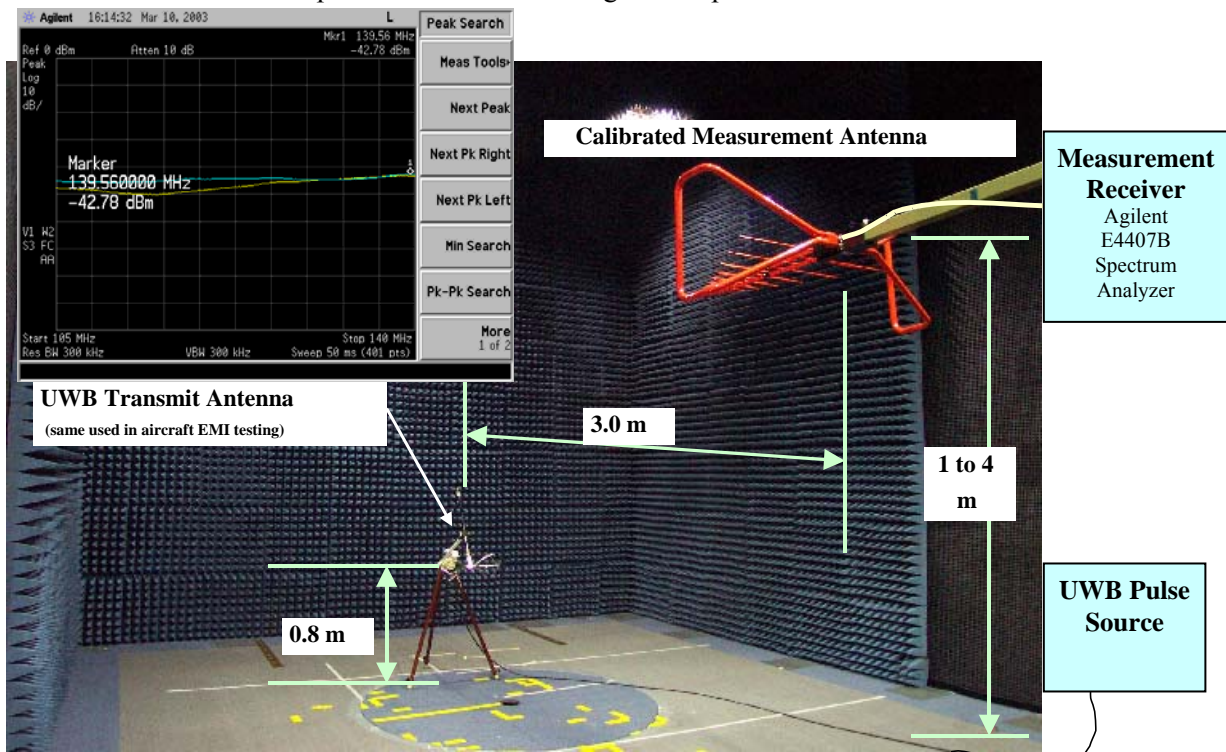 Agilent 16:14:32 Mar 10, 2003 L
Peak Search
Mkr1 139.56 MHz
Ref 0 dBm Atten 10 dB -42.78 dBm
Peak
Log
10
dB/
Marker
139.560000 MHz
-42.78 dBm
1
V1 W2
S3 FC
AA
Start 105 MHz Stop 140 MHz
Res BW 300 kHz VBW 300 kHz Sweep 50 ms (401 pts)
Meas Tools
Next Peak
Next Pk Right
Next Pk Left
Min Search
Pk-Pk Search
More
1 of 2
Calibrated Measurement Antenna
Measurement
Receiver
Agilent
E4407B
Spectrum
Analyzer
UWB Transmit Antenna
(same used in aircraft EMI testing)
3.0 m
1 to 4
m
0.8 m
UWB Pulse
Source